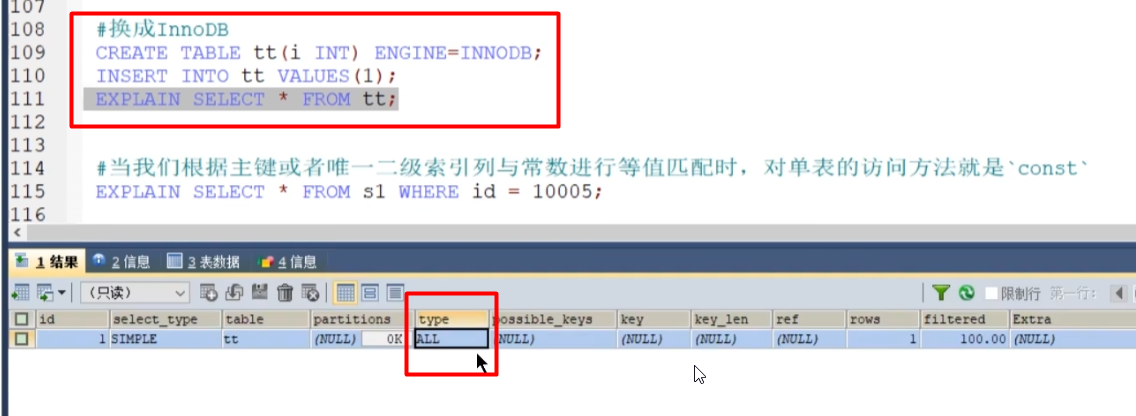 107
108 #换成InnoDB
109 CREATE TABLE tt(i INT) ENGINE=INNODB;
110 INSERT INTO tt VALUES(1);
111 EXPLAIN SELECT * FROM tt;
112
113
114 #当我们根据主键或者唯一二级索引列与常数进行等值匹配时，对单表的访问方法就是`const`
115 EXPLAIN SELECT * FROM s1 WHERE id = 10005;
116
1 结果 2 信息 3 表数据 4 信息
(只读) 限制行 第一行:
id select_type table partitions type possible_keys key key_len ref rows filtered Extra
1 SIMPLE tt (NULL) 0K ALL (NULL) (NULL) (NULL) (NULL) 1 100.00 (NULL)